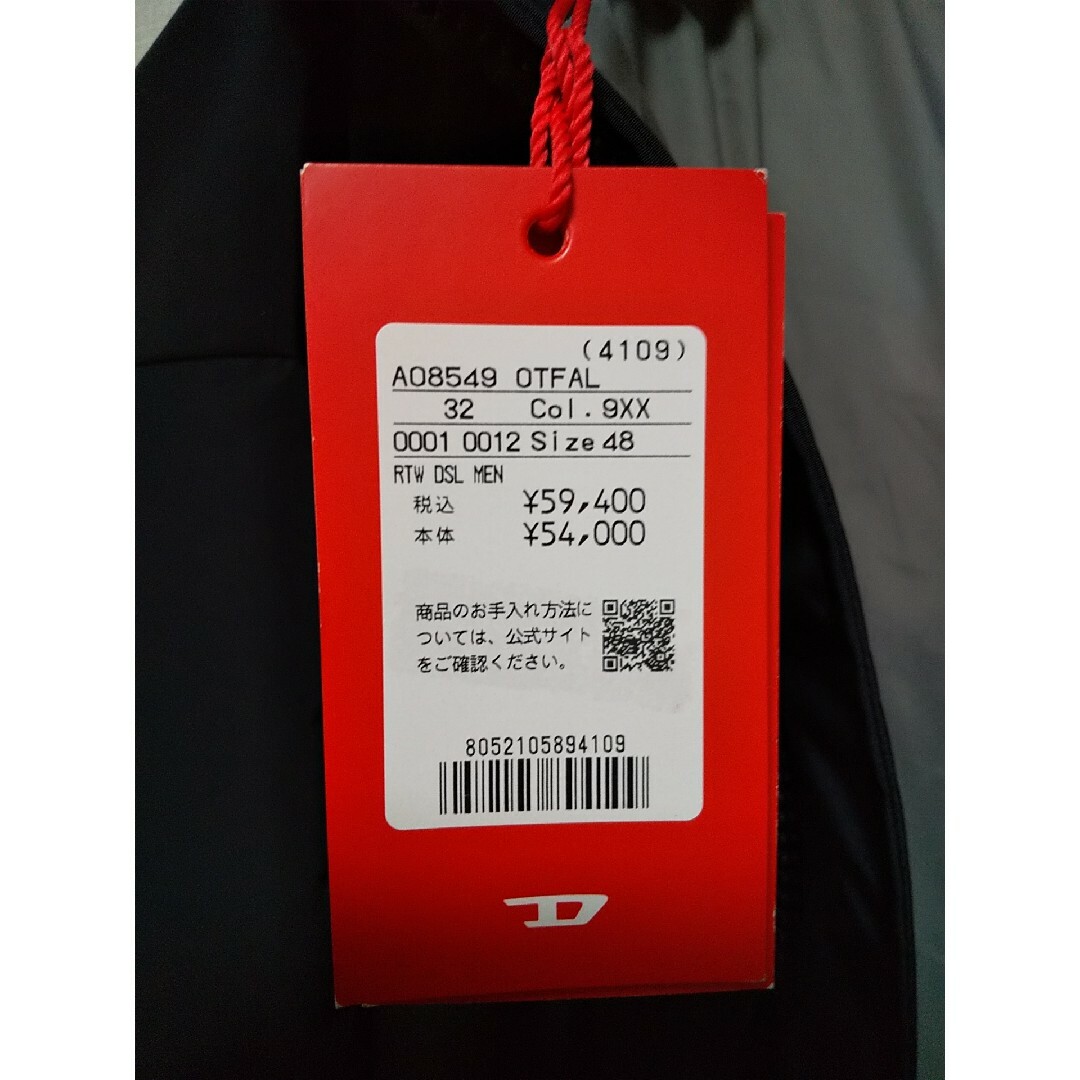 (4109)
A08549 OTFAL
32 Col.9XX
0001 0012 Size 48
RTW DSL MEN
税込 ¥59,400
本体 ¥54,000
商品のお手入れ方法に
ついては、公式サイト
をご確認ください。
8052105894109
D